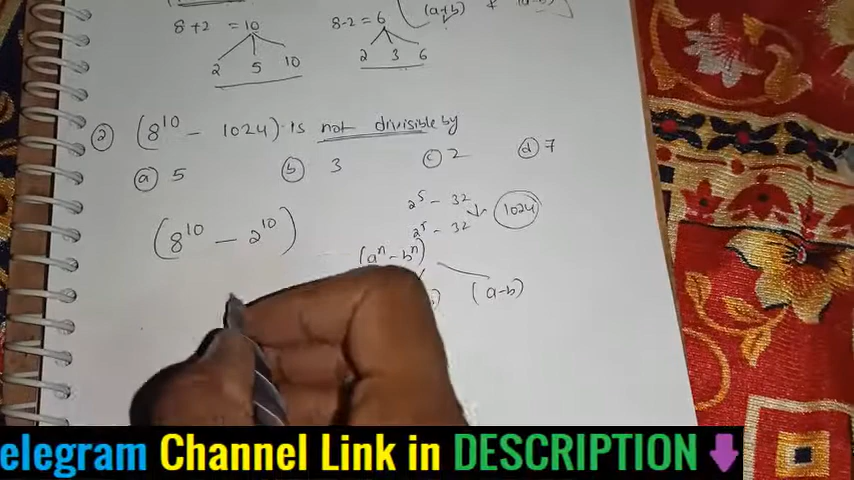 (a+b) & (a-b)
8+2 = 10
8-2 = 6
2 5 10
2 3 6
② (8¹⁰ - 1024) is not divisible by
ⓐ 5 ⓑ 3 ⓒ 2 ⓓ 7
2⁵ - 32
1024
2⁵ - 32
(8¹⁰ - 2¹⁰)
(aⁿ - bⁿ)
(a-b)
elegram Channel Link in DESCRIPTION